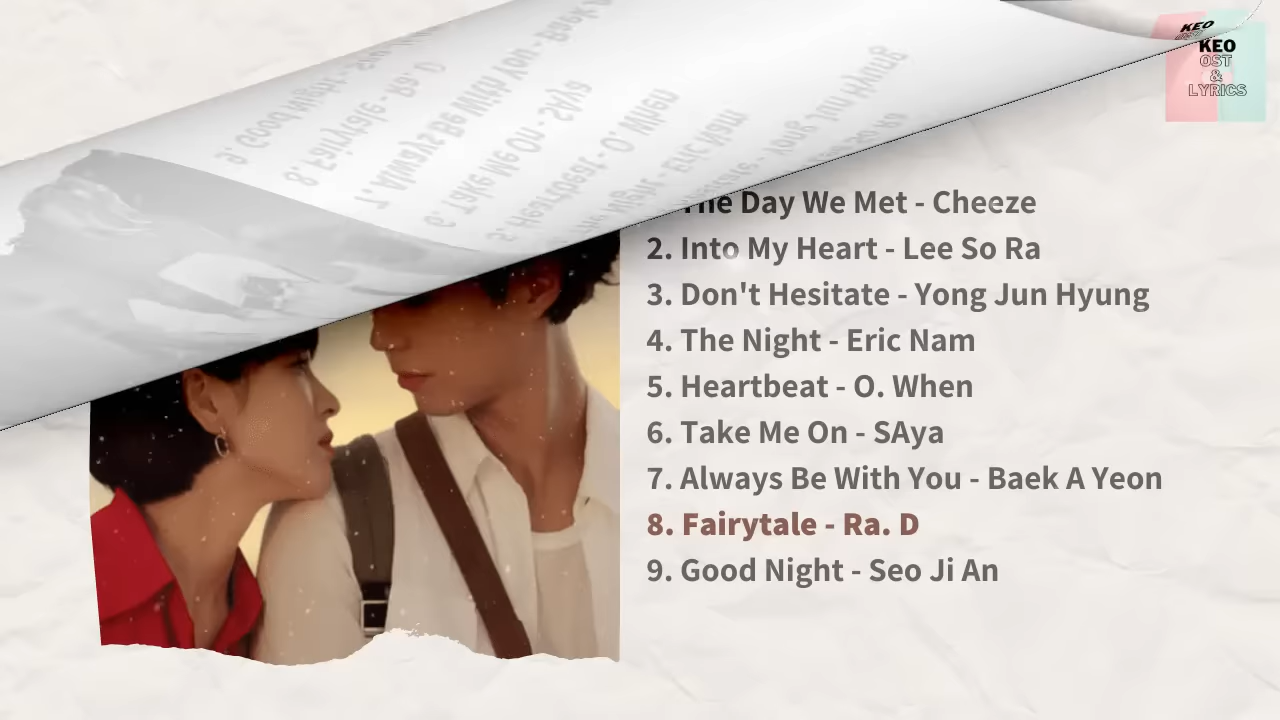 KEO
KEO
OST
&
LYRICS
The Day We Met - Cheeze
2. Into My Heart - Lee So Ra
3. Don't Hesitate - Yong Jun Hyung
4. The Night - Eric Nam
5. Heartbeat - O. When
6. Take Me On - SAya
7. Always Be With You - Baek A Yeon
8. Fairytale - Ra. D
9. Good Night - Seo Ji An